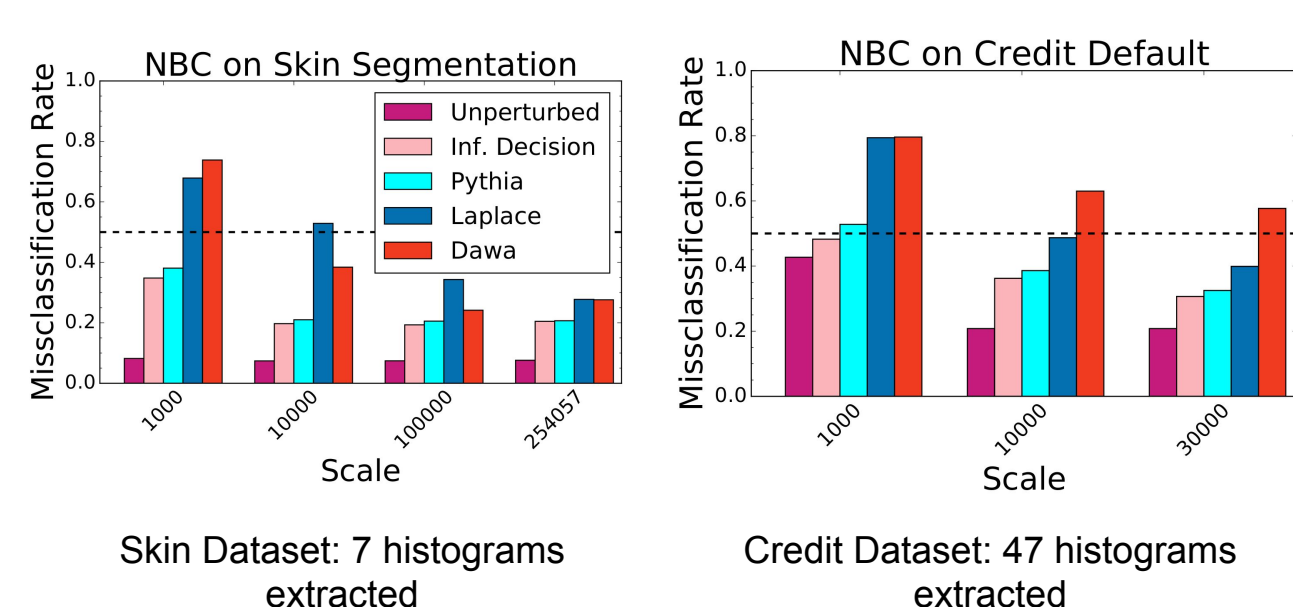 NBC on Skin Segmentation
Missclassification Rate
1.0
0.8
0.6
0.4
0.2
0.0
Unperturbed
Inf. Decision
Pythia
Laplace
Dawa
1000
10000
100000
254057
Scale
Skin Dataset: 7 histograms
extracted
NBC on Credit Default
Missclassification Rate
1.0
0.8
0.6
0.4
0.2
0.0
1000
10000
30000
Scale
Credit Dataset: 47 histograms
extracted